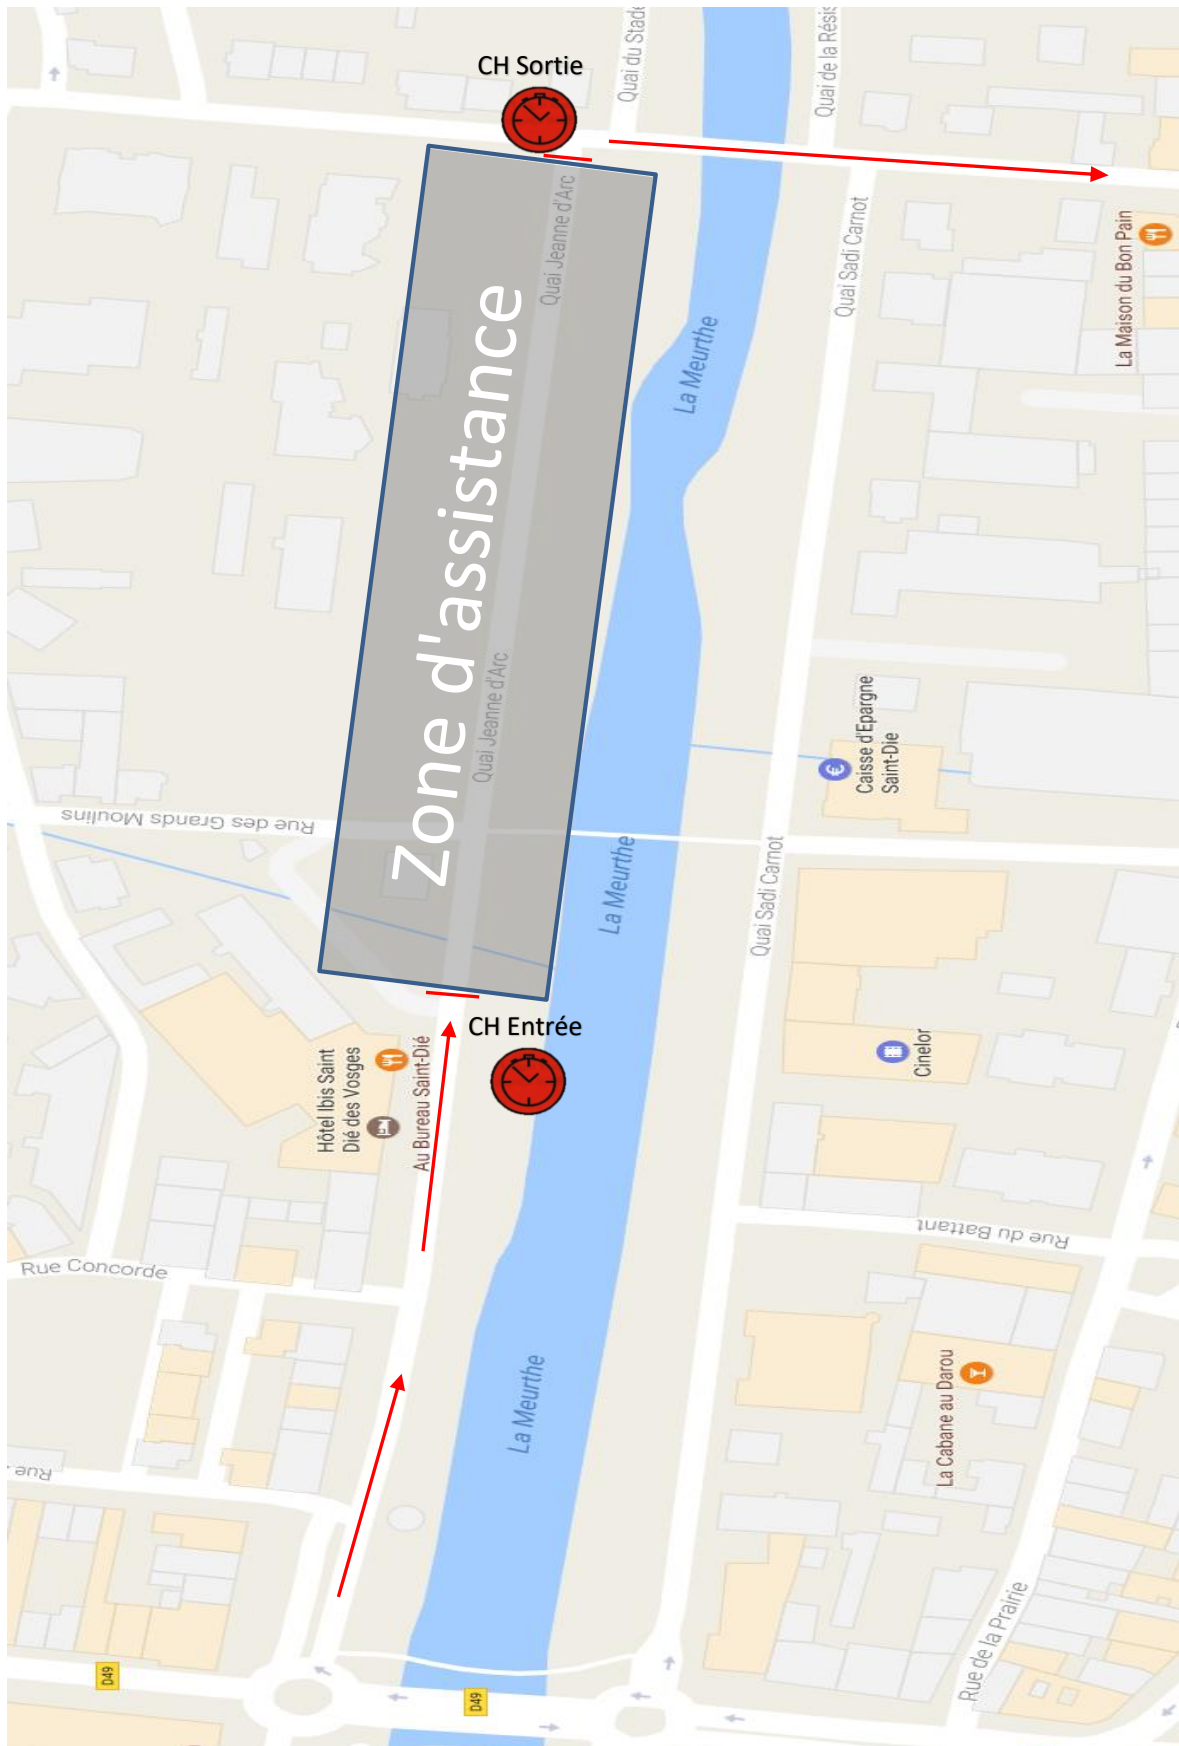 CH Sortie
Quai du Stade
Quai de la Résis
Quai Jeanne d'Arc
Quai Sadi Carnot
La Maison du Bon Pain
La Meurthe
Zone d'assistance
Quai Jeanne d'Arc
Caisse d'Epargne
Saint-Die
Rue des Grands Moulins
La Meurthe
Quai Sadi Carnot
CH Entrée
Hôtel Ibis Saint
Dié des Vosges
Au Bureau Saint-Dié
Cinelor
Rue du Battant
Rue Concorde
La Meurthe
La Cabane au Darou
Rue
Rue de la Prairie
D49
D49